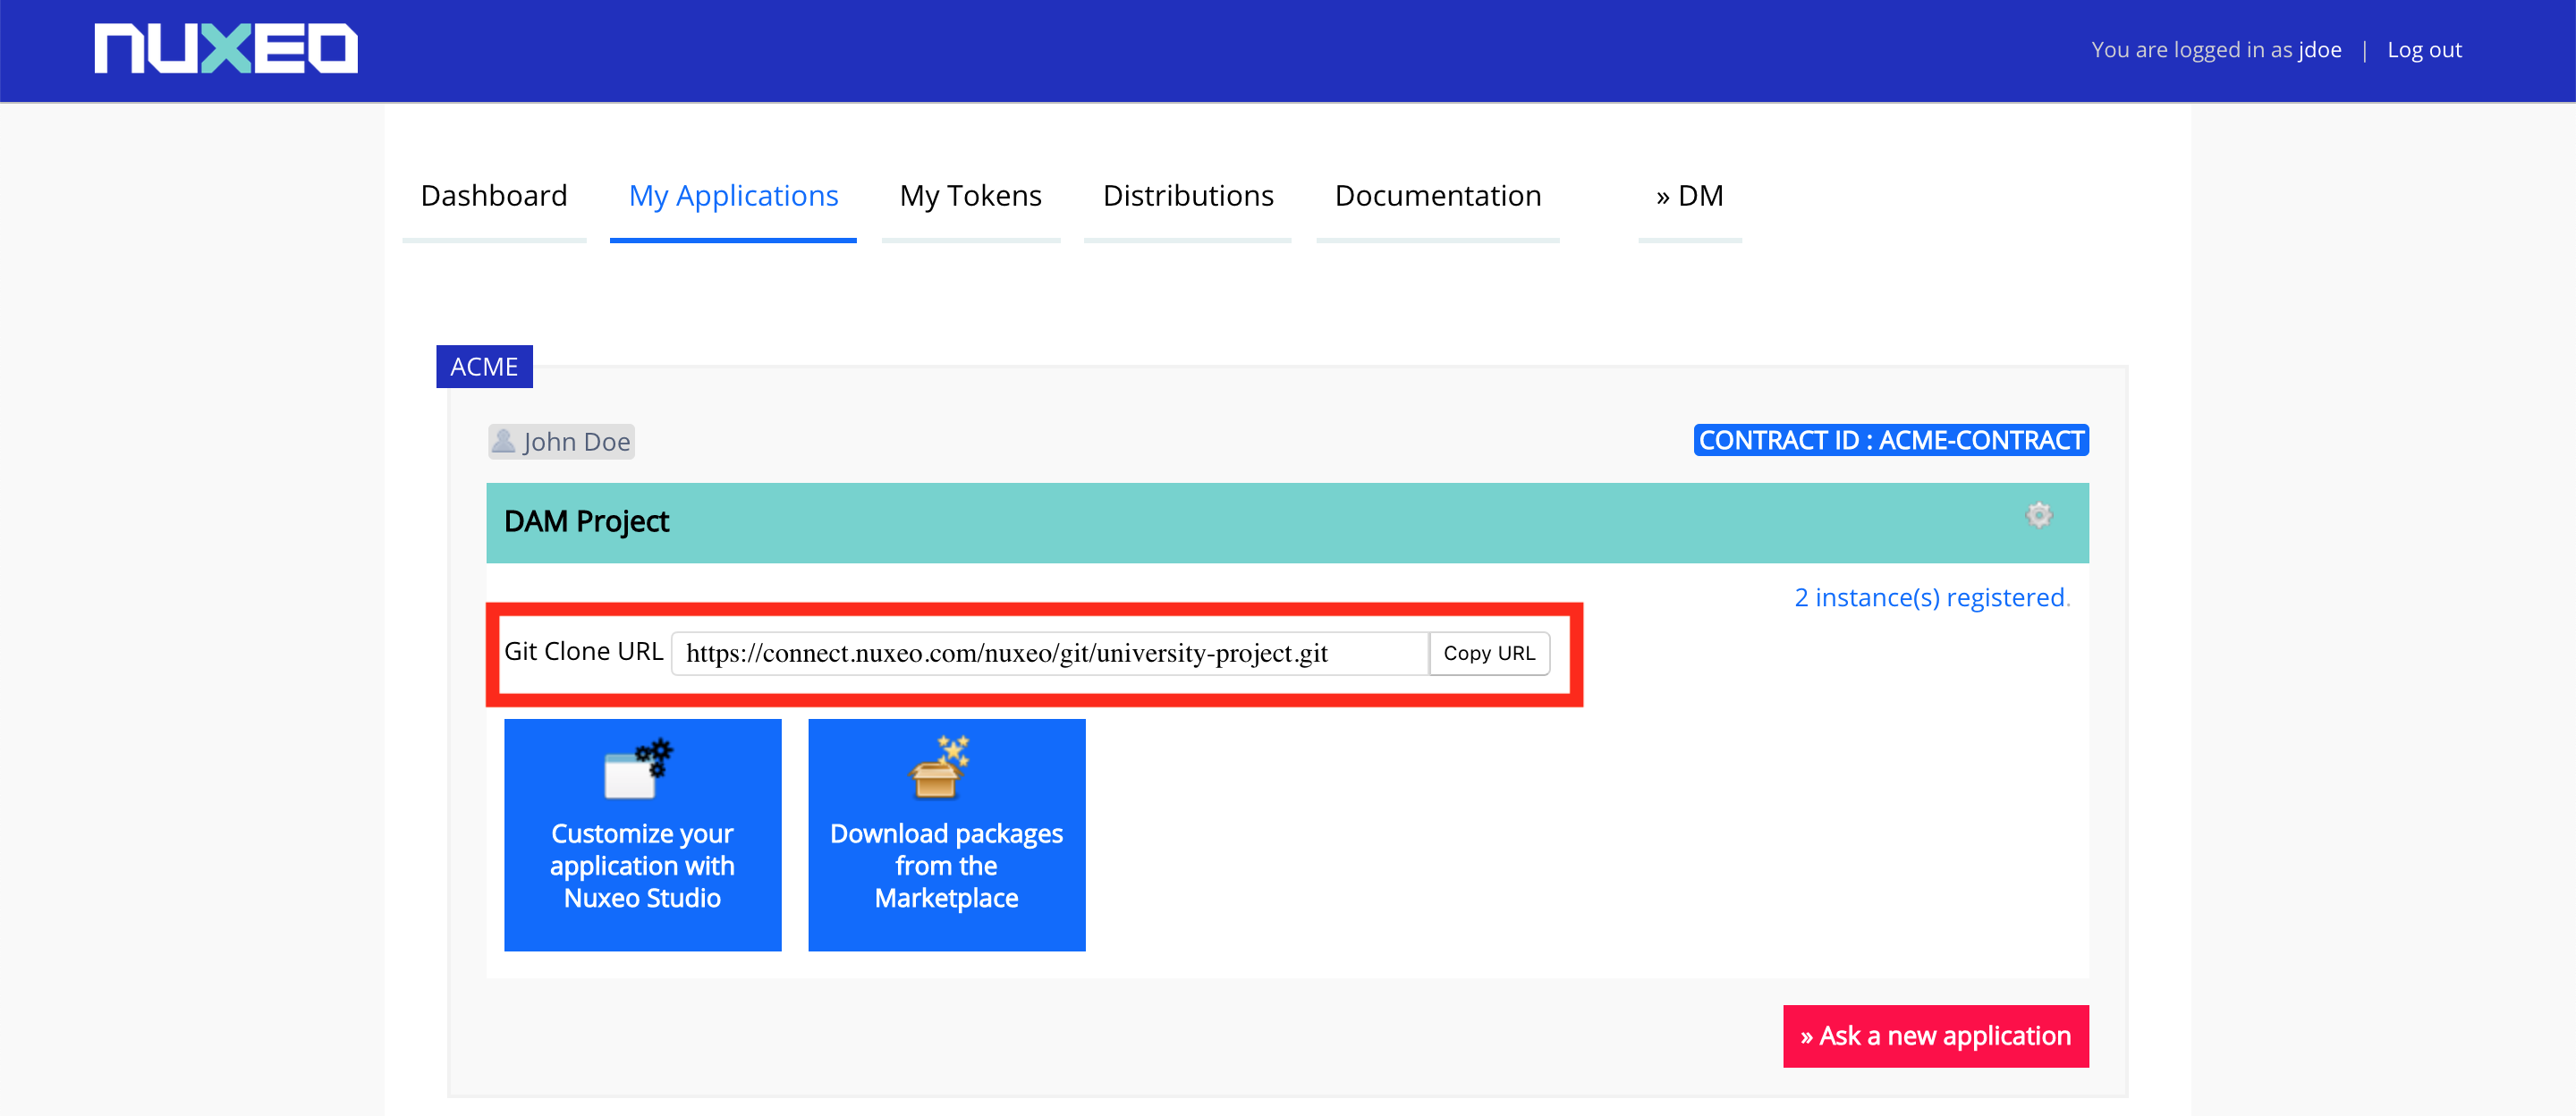 nuxeo
You are logged in as jdoe | Log out
Dashboard My Applications My Tokens Distributions Documentation » DM
ACME
John Doe
CONTRACT ID : ACME-CONTRACT
DAM Project
2 instance(s) registered.
Git Clone URL https://connect.nuxeo.com/nuxeo/git/university-project.git Copy URL
Customize your
application with
Nuxeo Studio
Download packages
from the
Marketplace
» Ask a new application